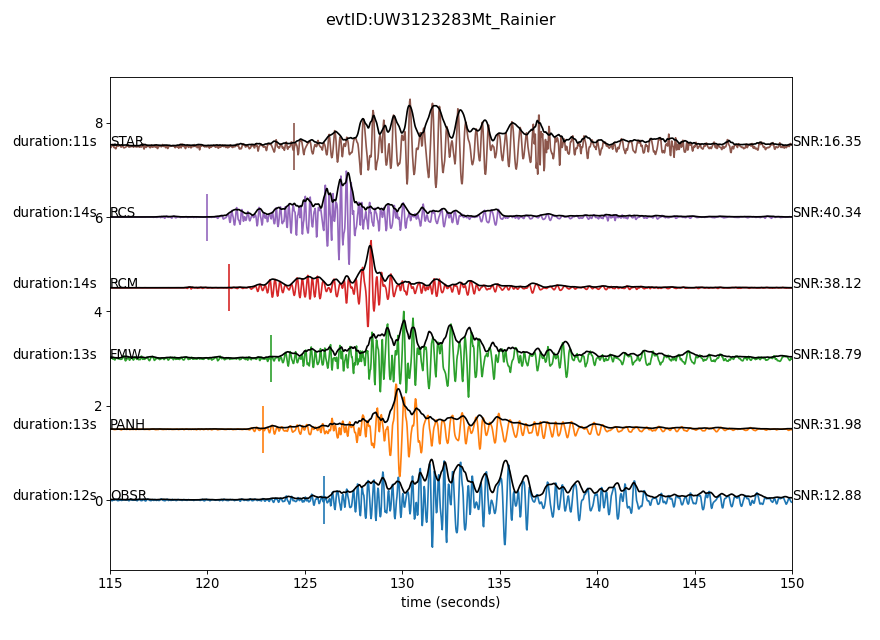 evtID:UW3123283Mt_Rainier
8
duration:11s STAR SNR:16.35
duration:14s RCS SNR:40.34
6
duration:14s RCM SNR:38.12
4
duration:13s FMW SNR:18.79
2
duration:13s PANH SNR:31.98
duration:12s OBSR SNR:12.88
0
115 120 125 130 135 140 145 150
time (seconds)